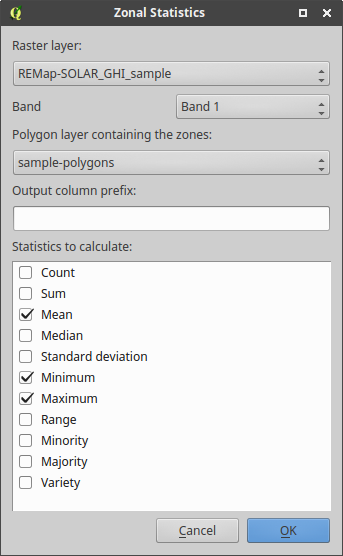 Zonal Statistics
Raster layer:
REMap-SOLAR_GHI_sample
Band Band 1
Polygon layer containing the zones:
sample-polygons
Output column prefix:
Statistics to calculate:
Count
Sum
Mean
Median
Standard deviation
Minimum
Maximum
Range
Minority
Majority
Variety
Cancel OK